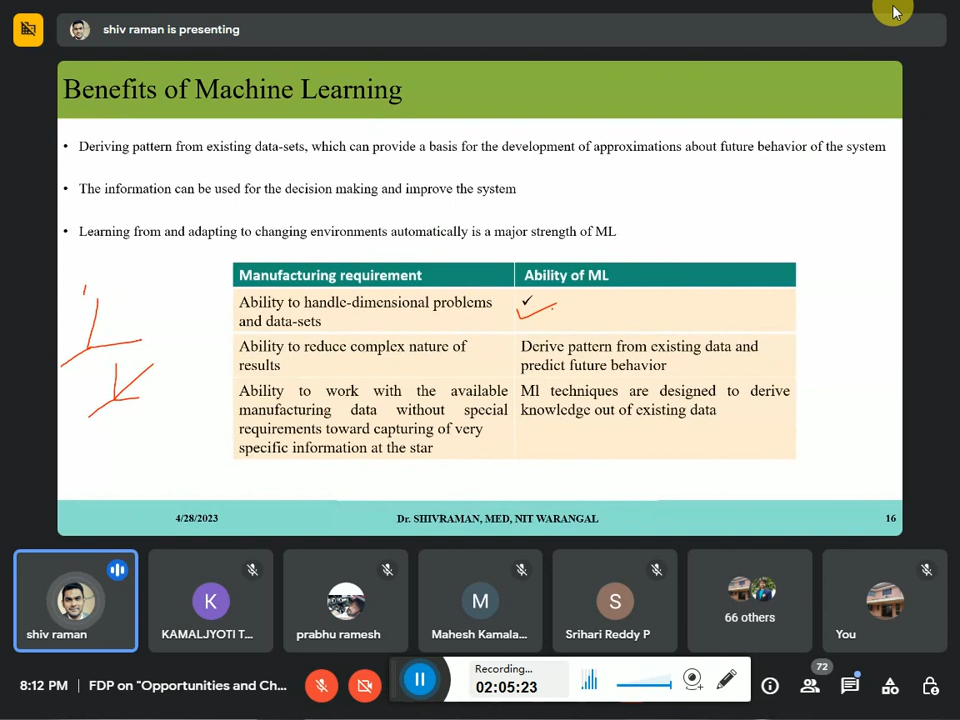 shiv raman is presenting
Benefits of Machine Learning
• Deriving pattern from existing data-sets, which can provide a basis for the development of approximations about future behavior of the system
• The information can be used for the decision making and improve the system
• Learning from and adapting to changing environments automatically is a major strength of ML
Manufacturing requirement
Ability of ML
Ability to handle-dimensional problems
and data-sets
✓
Ability to reduce complex nature of
results
Derive pattern from existing data and
predict future behavior
Ability to work with the available
manufacturing data without special
requirements toward capturing of very
specific information at the star
Ml techniques are designed to derive
knowledge out of existing data
4/28/2023
Dr. SHIVRAMAN, MED, NIT WARANGAL
16
K
M
S
66 others
shiv raman
KAMALJYOTI T...
prabhu ramesh
Mahesh Kamala...
Srihari Reddy P
You
8:12 PM | FDP on "Opportunities and Ch...
Recording...
02:05:23
72